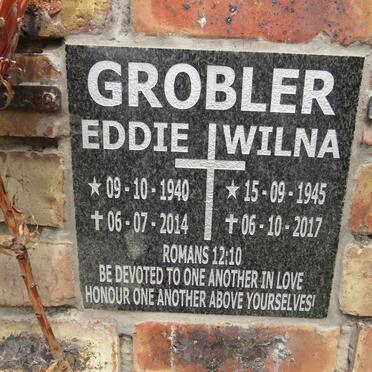 GROBLER
EDDIE WILNA
★ 09 - 10 - 1940 ★ 15 - 09 - 1945
✝ 06 - 07 - 2014 ✝ 06 - 10 - 2017
ROMANS 12:10
BE DEVOTED TO ONE ANOTHER IN LOVE
HONOUR ONE ANOTHER ABOVE YOURSELVES!